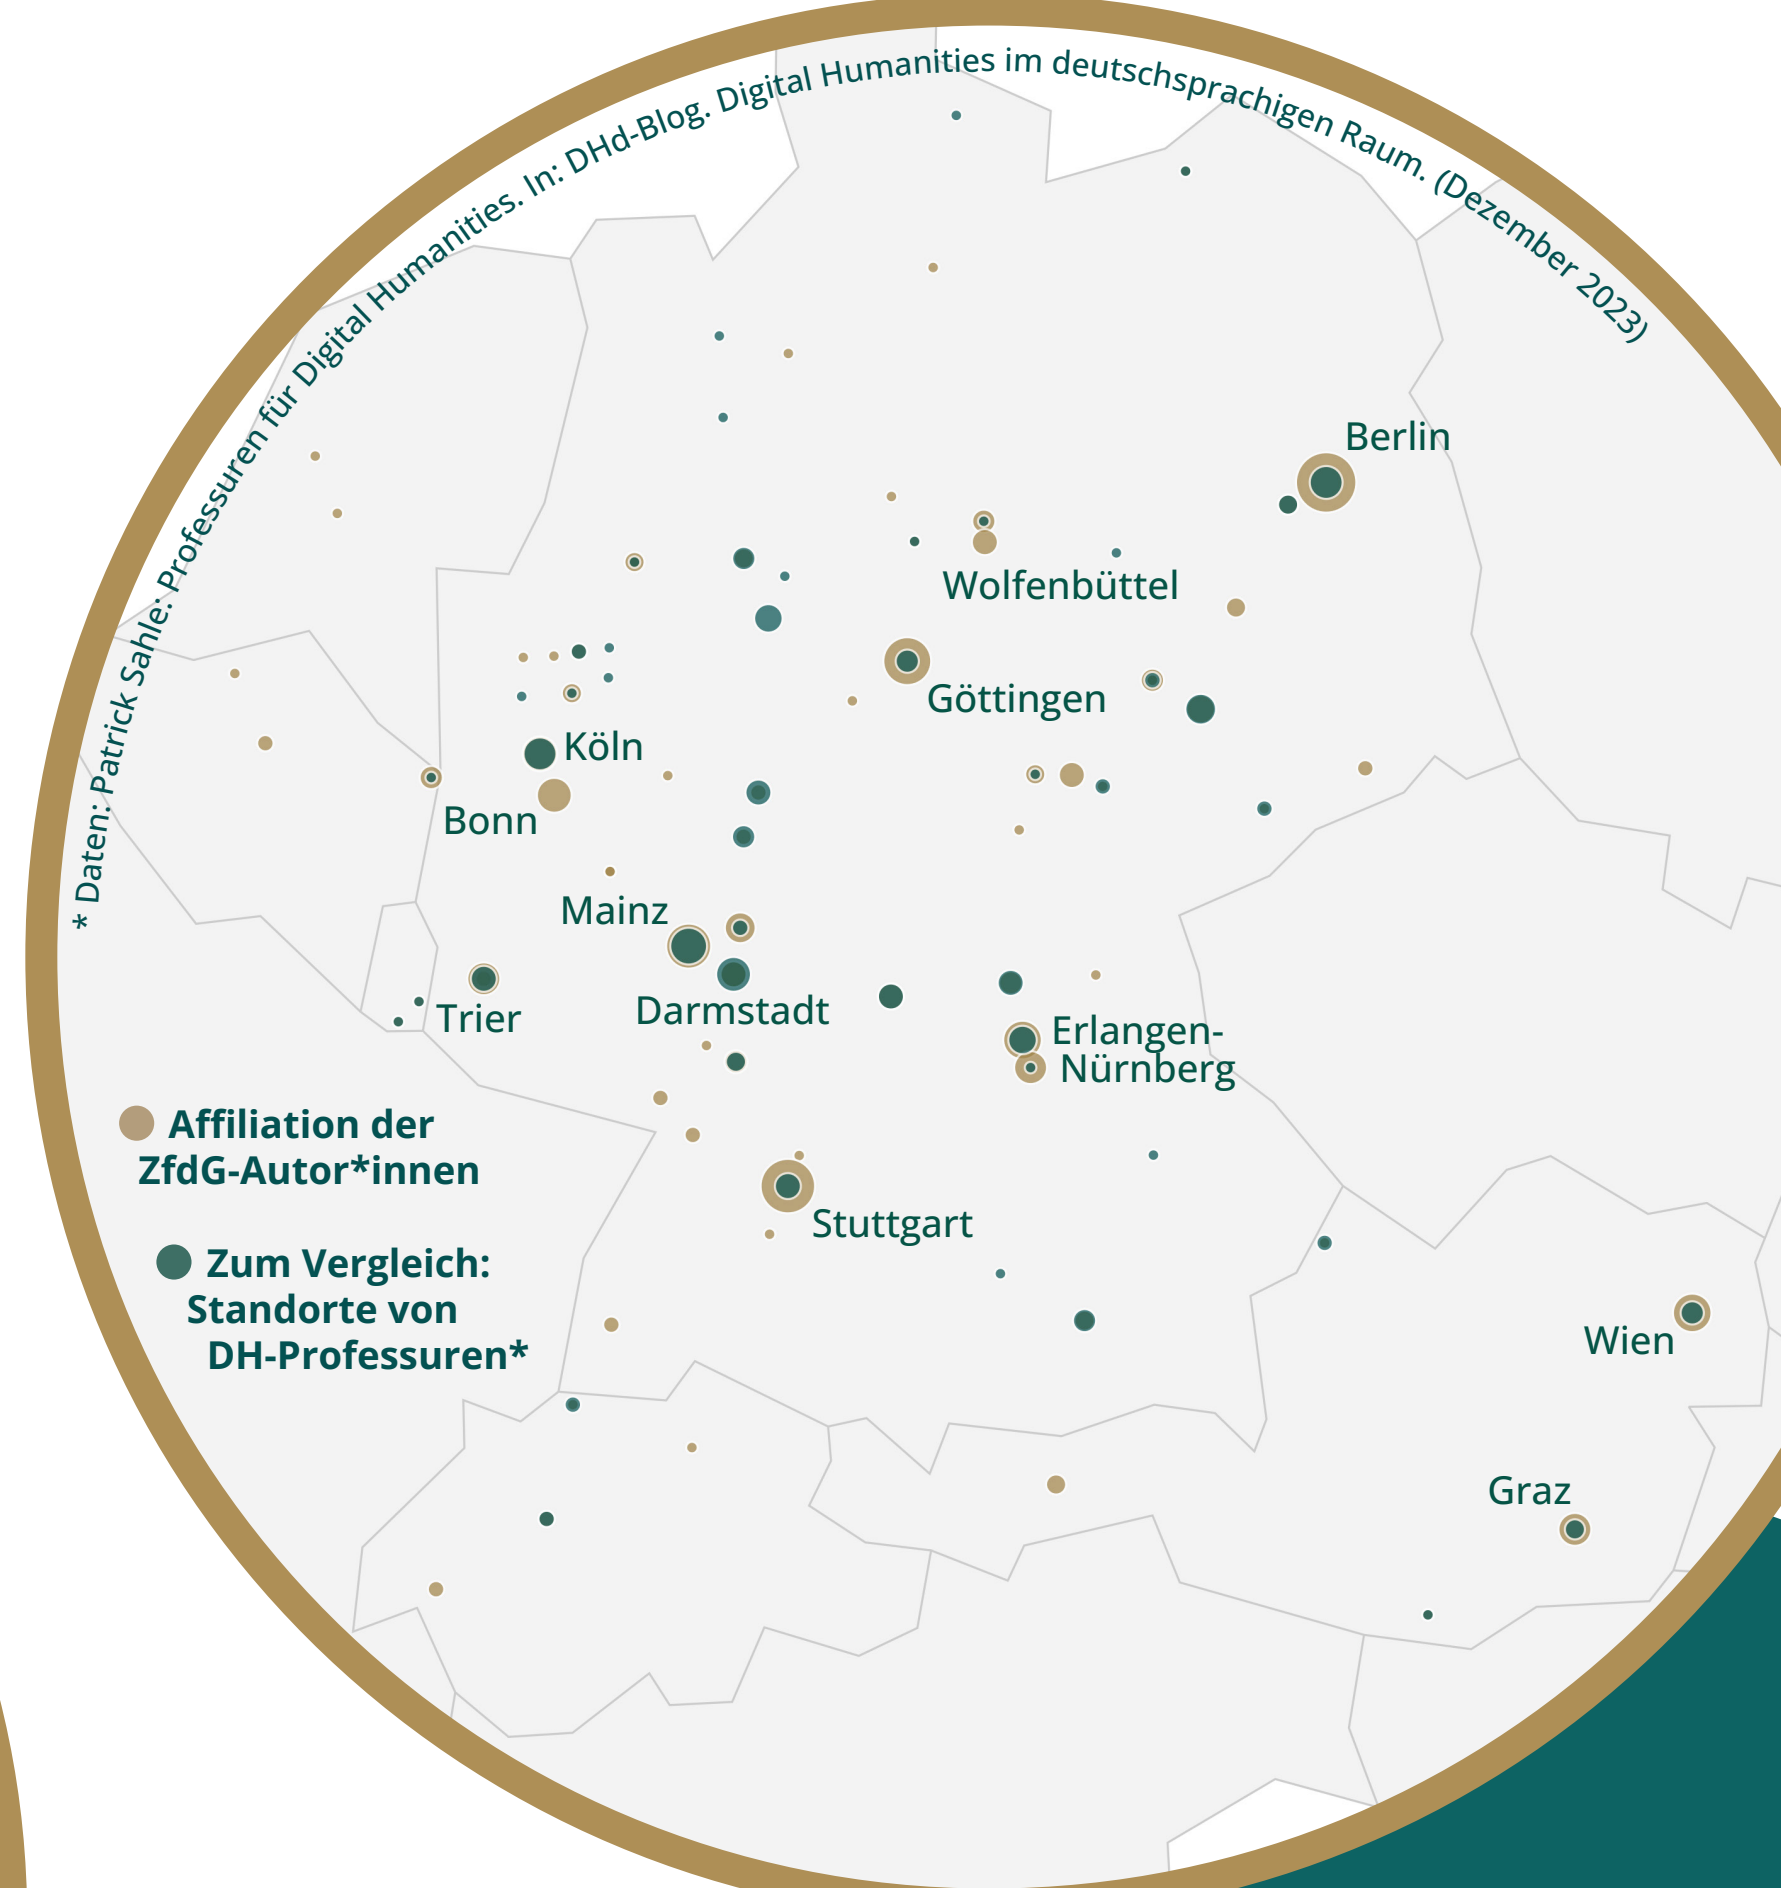 * Daten: Patrick Sahle: Professuren für Digital Humanities. In: DHd-Blog. Digital Humanities im deutschsprachigen Raum. (Dezember 2023)
Berlin
Wolfenbüttel
Göttingen
Köln
Bonn
Mainz
Darmstadt
Trier
Erlangen-
Nürnberg
Affiliation der
ZfdG-Autor*innen
Stuttgart
Zum Vergleich:
Standorte von
DH-Professuren*
Wien
Graz